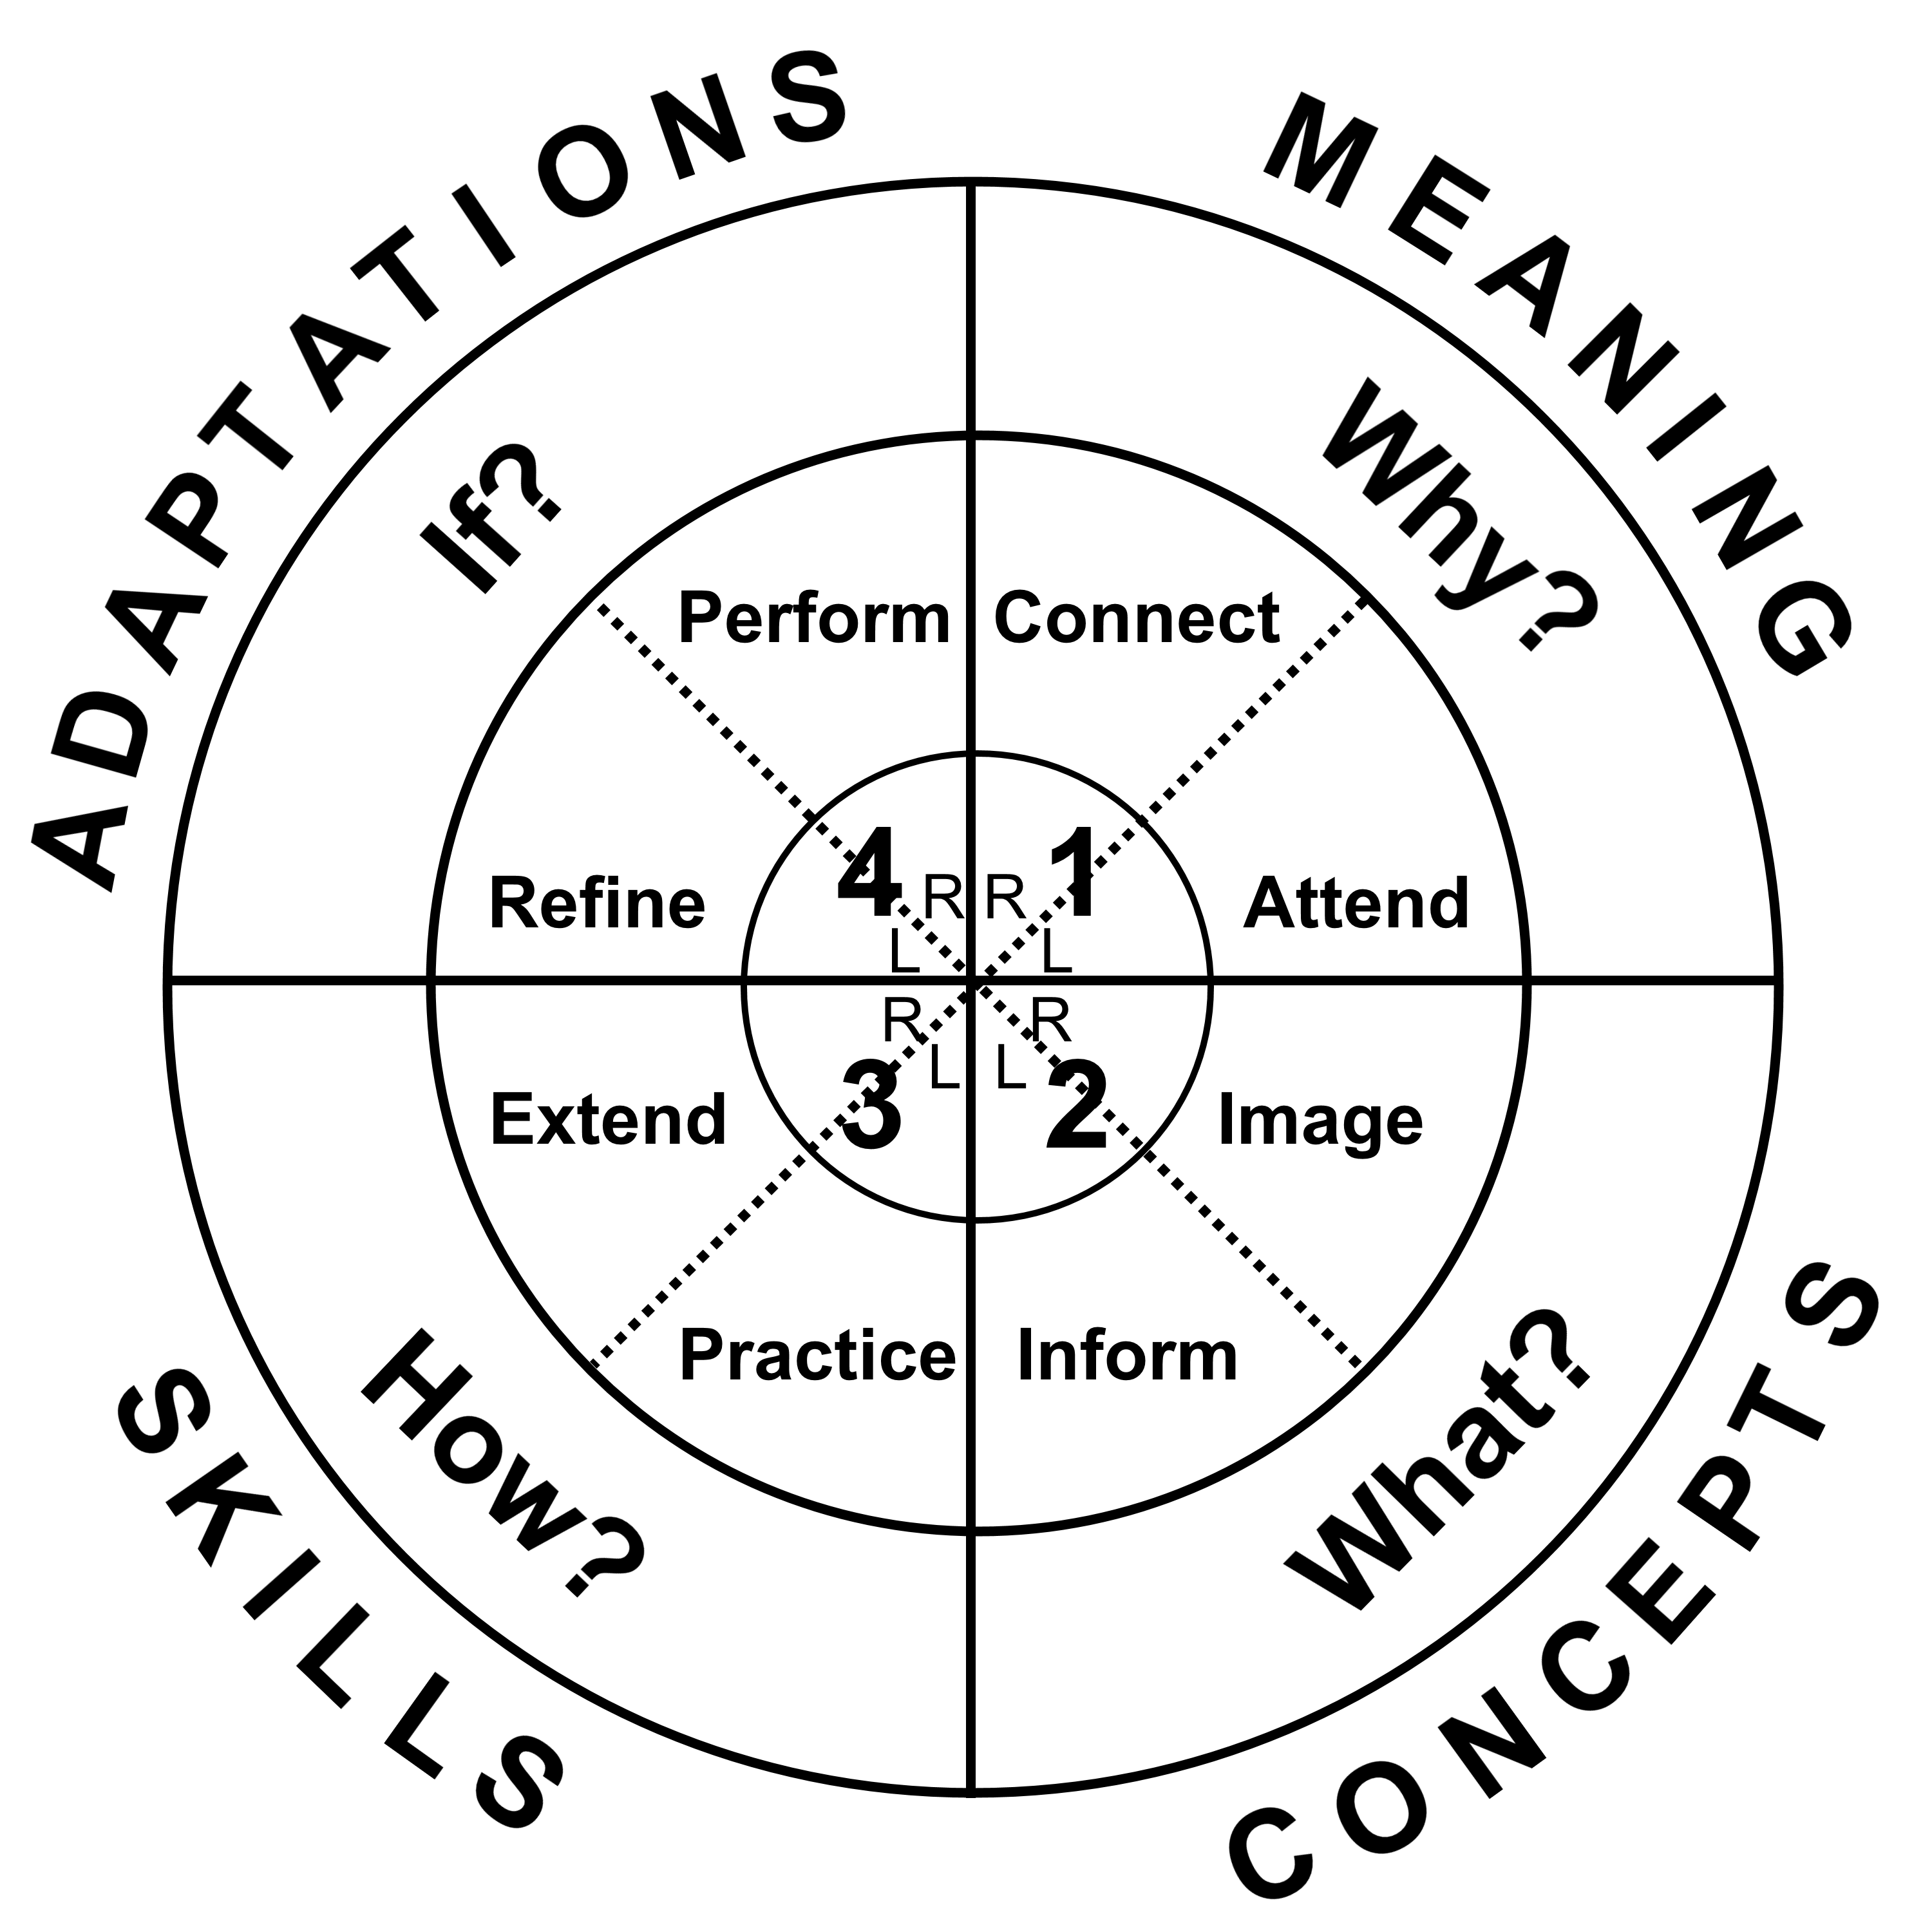 ADAPTATIONS
MEANING
If?
Why?
Perform
Connect
4
R
R
1
Refine
Attend
L
L
R
R
L
L
3
2
Extend
Image
Practice
Inform
How?
What?
SKILLS
CONCEPTS